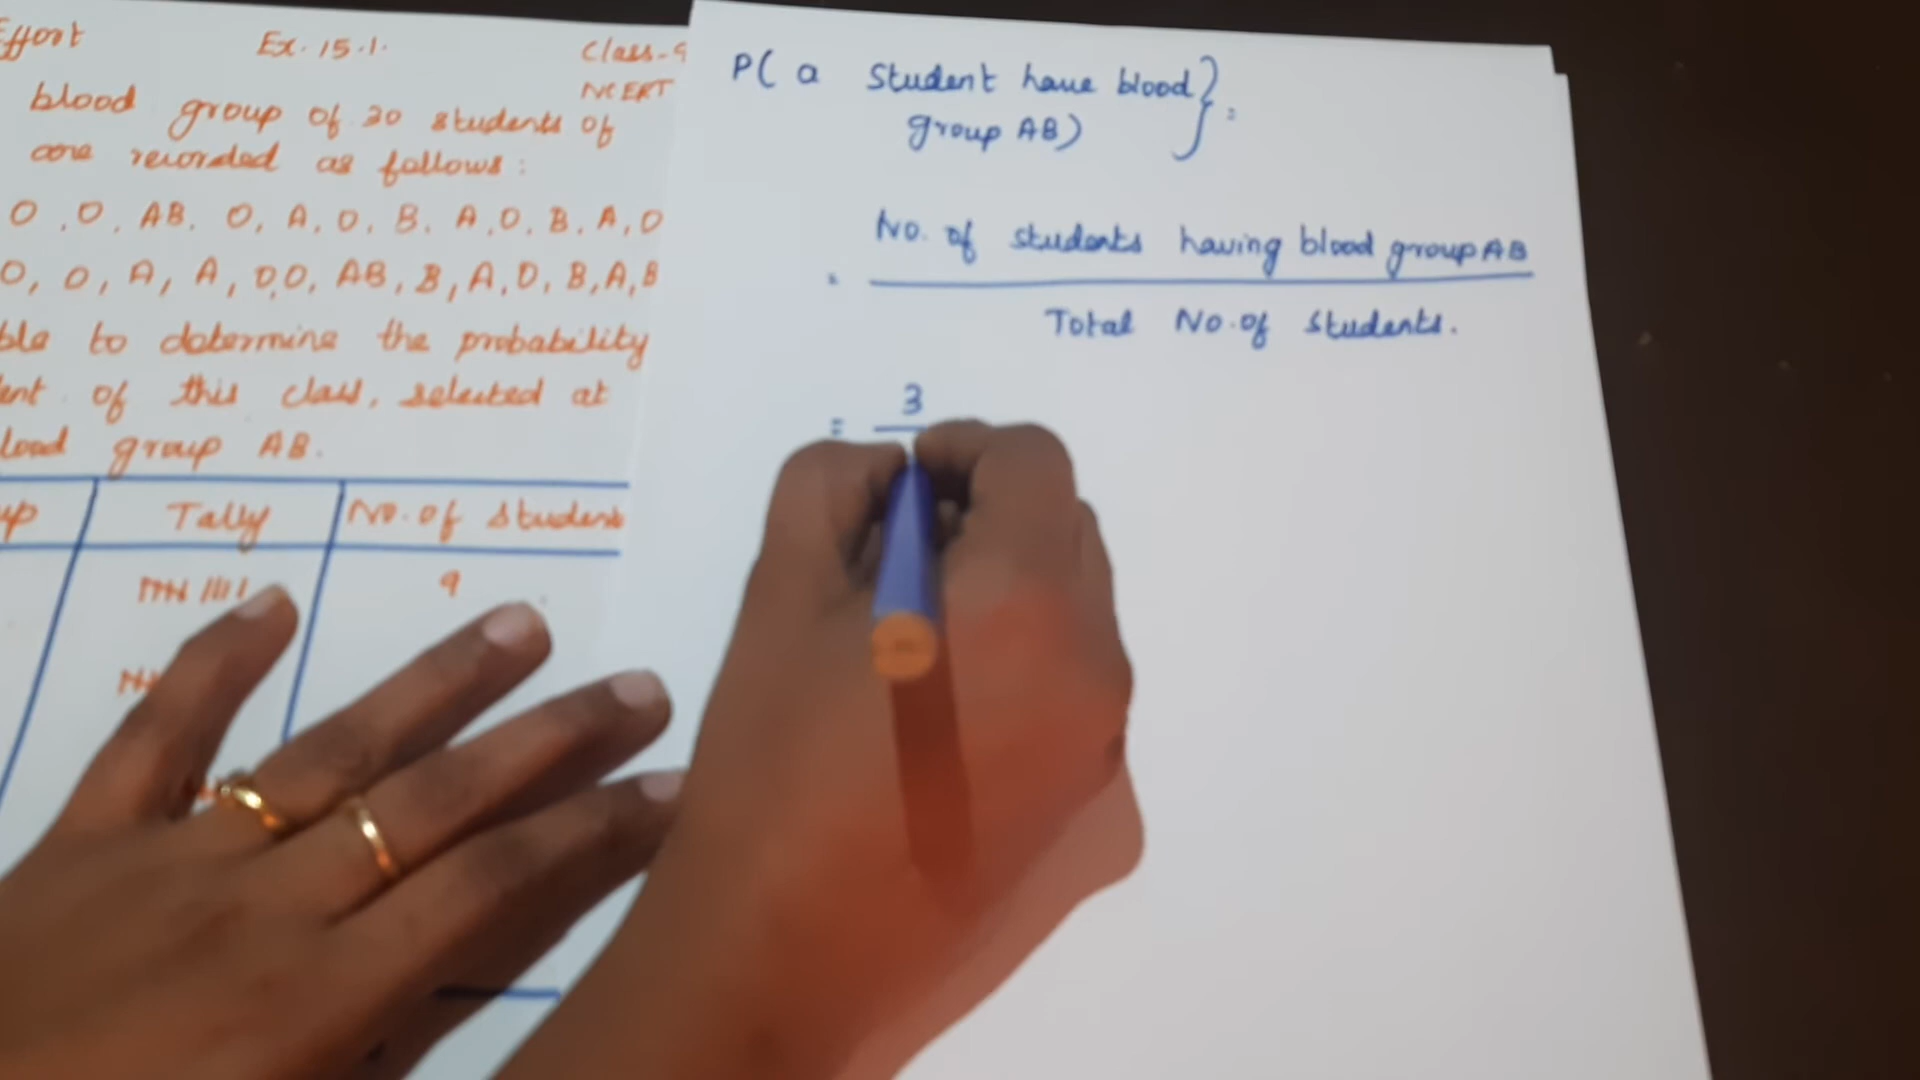 Effort Ex. 15.1. Class-9
NCERT
blood group of 30 students of
are recorded as follows:
O, O, AB, O, A, O, B, A, O, B, A, O
O, O, A, A, O, O, AB, B, A, O, B, A, B
ble to determine the probability
ent of this class, selected at
lood group AB.
up Tally No. of Students
9
P( a Student have blood
group AB) } =
= No. of students having blood group AB
Total No. of Students.
= 3